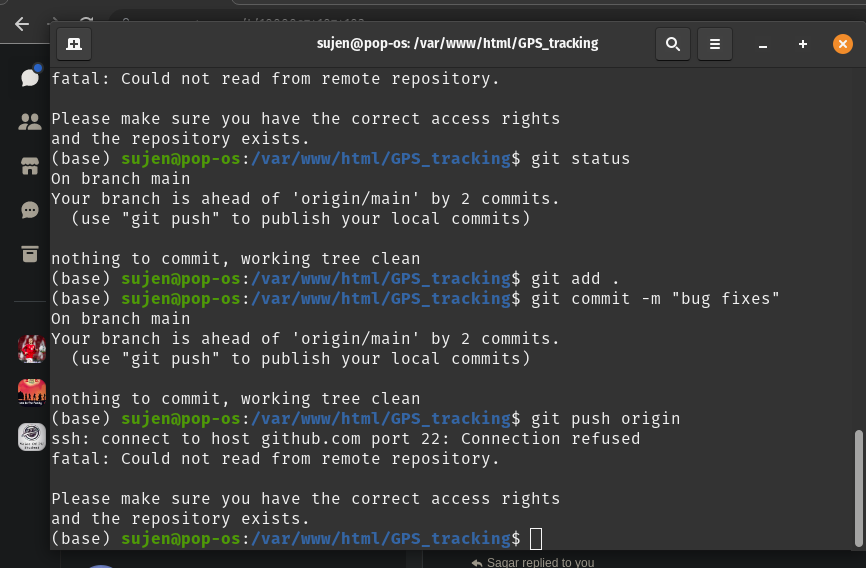 sujen@pop-os: /var/www/html/GPS_tracking
fatal: Could not read from remote repository.
Please make sure you have the correct access rights
and the repository exists.
(base) sujen@pop-os:/var/www/html/GPS_tracking$ git status
On branch main
Your branch is ahead of 'origin/main' by 2 commits.
  (use "git push" to publish your local commits)
nothing to commit, working tree clean
(base) sujen@pop-os:/var/www/html/GPS_tracking$ git add .
(base) sujen@pop-os:/var/www/html/GPS_tracking$ git commit -m "bug fixes"
On branch main
Your branch is ahead of 'origin/main' by 2 commits.
  (use "git push" to publish your local commits)
nothing to commit, working tree clean
(base) sujen@pop-os:/var/www/html/GPS_tracking$ git push origin
ssh: connect to host github.com port 22: Connection refused
fatal: Could not read from remote repository.
Please make sure you have the correct access rights
and the repository exists.
(base) sujen@pop-os:/var/www/html/GPS_tracking$
Sagar replied to you